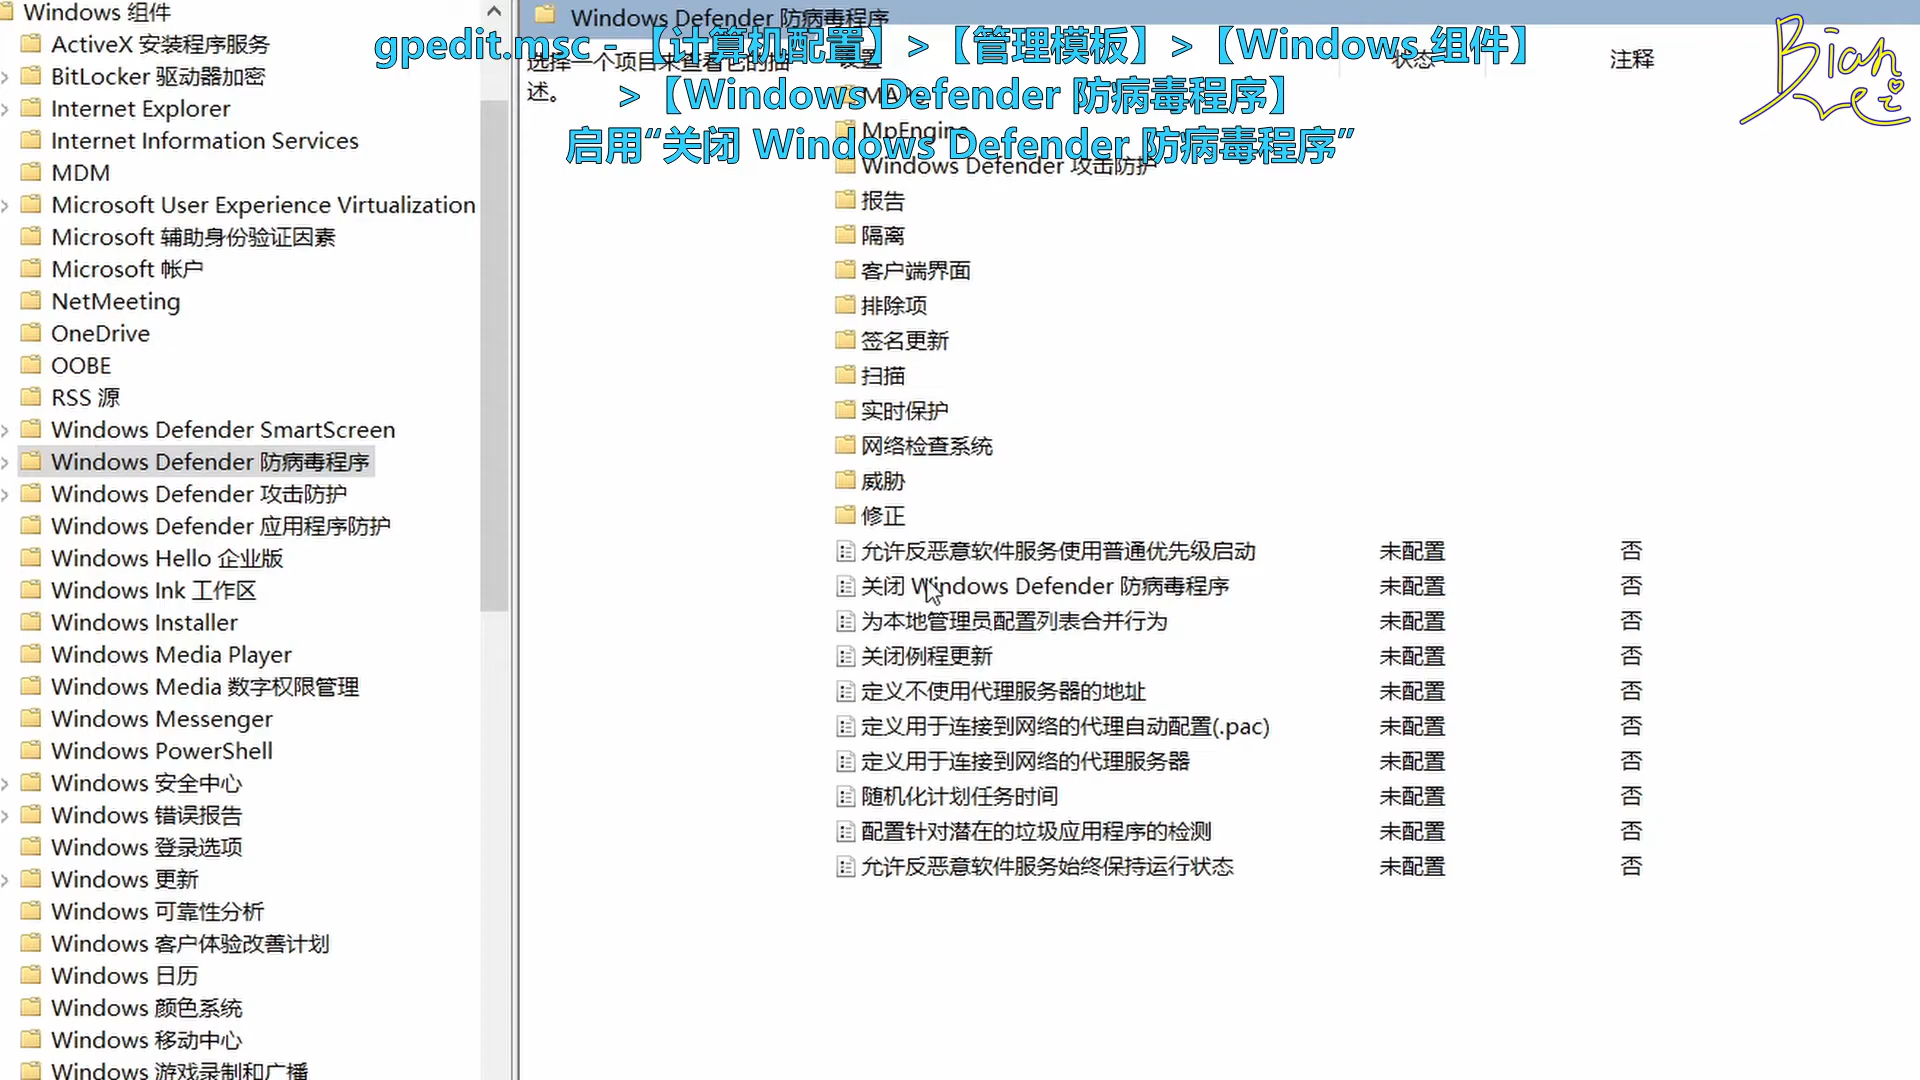 Windows 组件
ActiveX 安装程序服务
BitLocker 驱动器加密
Internet Explorer
Internet Information Services
MDM
Microsoft User Experience Virtualization
Microsoft 辅助身份验证因素
Microsoft 帐户
NetMeeting
OneDrive
OOBE
RSS 源
Windows Defender SmartScreen
Windows Defender 防病毒程序
Windows Defender 攻击防护
Windows Defender 应用程序防护
Windows Hello 企业版
Windows Ink 工作区
Windows Installer
Windows Media Player
Windows Media 数字权限管理
Windows Messenger
Windows PowerShell
Windows 安全中心
Windows 错误报告
Windows 登录选项
Windows 更新
Windows 可靠性分析
Windows 客户体验改善计划
Windows 日历
Windows 颜色系统
Windows 移动中心
Windows 游戏录制和广播
Windows Defender 防病毒程序
gpedit.msc - 【计算机配置】 > 【管理模板】 > 【Windows 组件】
> 【Windows Defender 防病毒程序】
启用“关闭 Windows Defender 防病毒程序”
选择一个项目来查看它的描
述。
设置 状态 注释
MpEngine
Windows Defender 攻击防护
报告
隔离
客户端界面
排除项
签名更新
扫描
实时保护
网络检查系统
威胁
修正
允许反恶意软件服务使用普通优先级启动 未配置 否
关闭 Windows Defender 防病毒程序 未配置 否
为本地管理员配置列表合并行为 未配置 否
关闭例程更新 未配置 否
定义不使用代理服务器的地址 未配置 否
定义用于连接到网络的代理自动配置(.pac) 未配置 否
定义用于连接到网络的代理服务器 未配置 否
随机化计划任务时间 未配置 否
配置针对潜在的垃圾应用程序的检测 未配置 否
允许反恶意软件服务始终保持运行状态 未配置 否